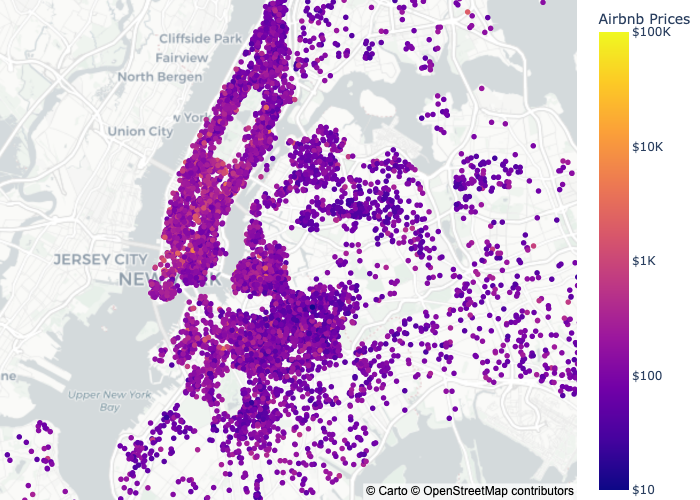 Airbnb Prices
$100K
$10K
$1K
$100
$10
Cliffside Park
Fairview
North Bergen
Union City
JERSEY CITY
Upper New York
Bay
© Carto © OpenStreetMap contributors